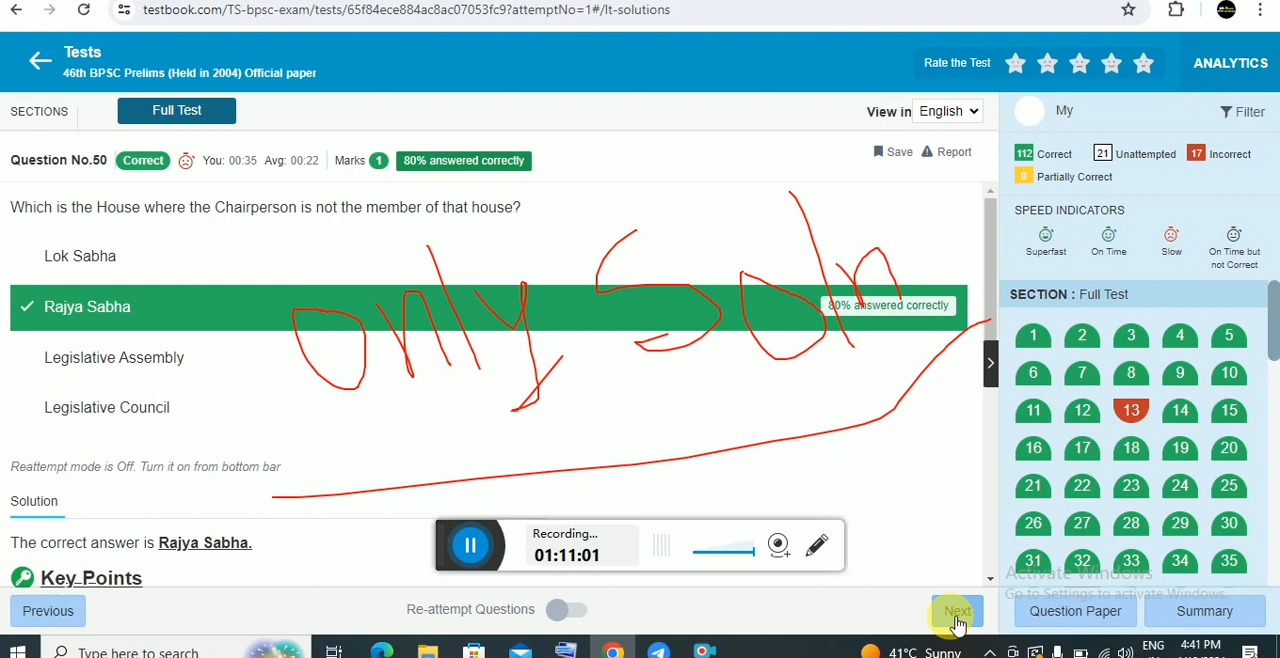 testbook.com/TS-bpsc-exam/tests/65f84ece884ac8ac07053fc9?attemptNo=1#/lt-solutions
Tests
46th BPSC Prelims (Held in 2004) Official paper
Rate the Test
ANALYTICS
SECTIONS
Full Test
View in English
My
Filter
Question No.50 Correct You: 00:35 Avg: 00:22 Marks 1 80% answered correctly
Save Report
112 Correct 21 Unattempted 17 Incorrect
0 Partially Correct
Which is the House where the Chairperson is not the member of that house?
Lok Sabha
Rajya Sabha
80% answered correctly
Legislative Assembly
Legislative Council
only
SPEED INDICATORS
Superfast On Time Slow On Time but
not Correct
SECTION : Full Test
1 2 3 4 5
6 7 8 9 10
11 12 13 14 15
16 17 18 19 20
21 22 23 24 25
26 27 28 29 30
31 32 33 34 35
Reattempt mode is Off. Turn it on from bottom bar
Solution
The correct answer is Rajya Sabha.
Key Points
Recording...
01:11:01
Activate Windows
Go to Settings to activate Windows.
Previous
Re-attempt Questions
Next
Question Paper
Summary
Type here to search
41°C Sunny
ENG
4:41 PM